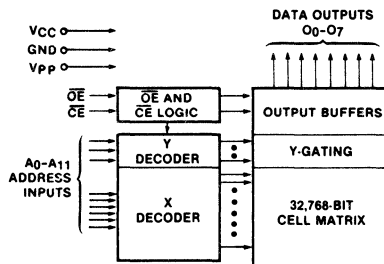 DATA OUTPUTS
O0–O7
VCC
GND
VPP
OE
CE
OE AND
CE LOGIC
OUTPUT BUFFERS
A0–A11
ADDRESS
INPUTS
Y
DECODER
Y-GATING
X
DECODER
32,768-BIT
CELL MATRIX